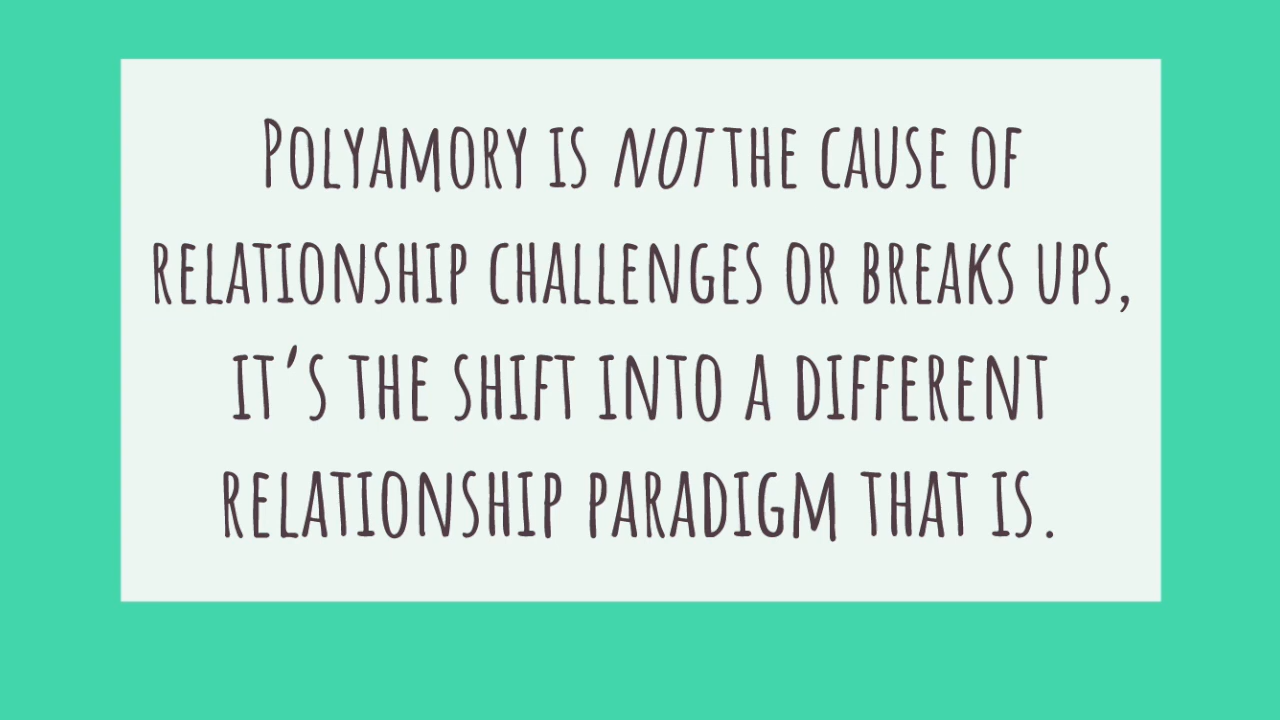 Polyamory is not the cause of
relationship challenges or breaks ups,
it's the shift into a different
relationship paradigm that is.